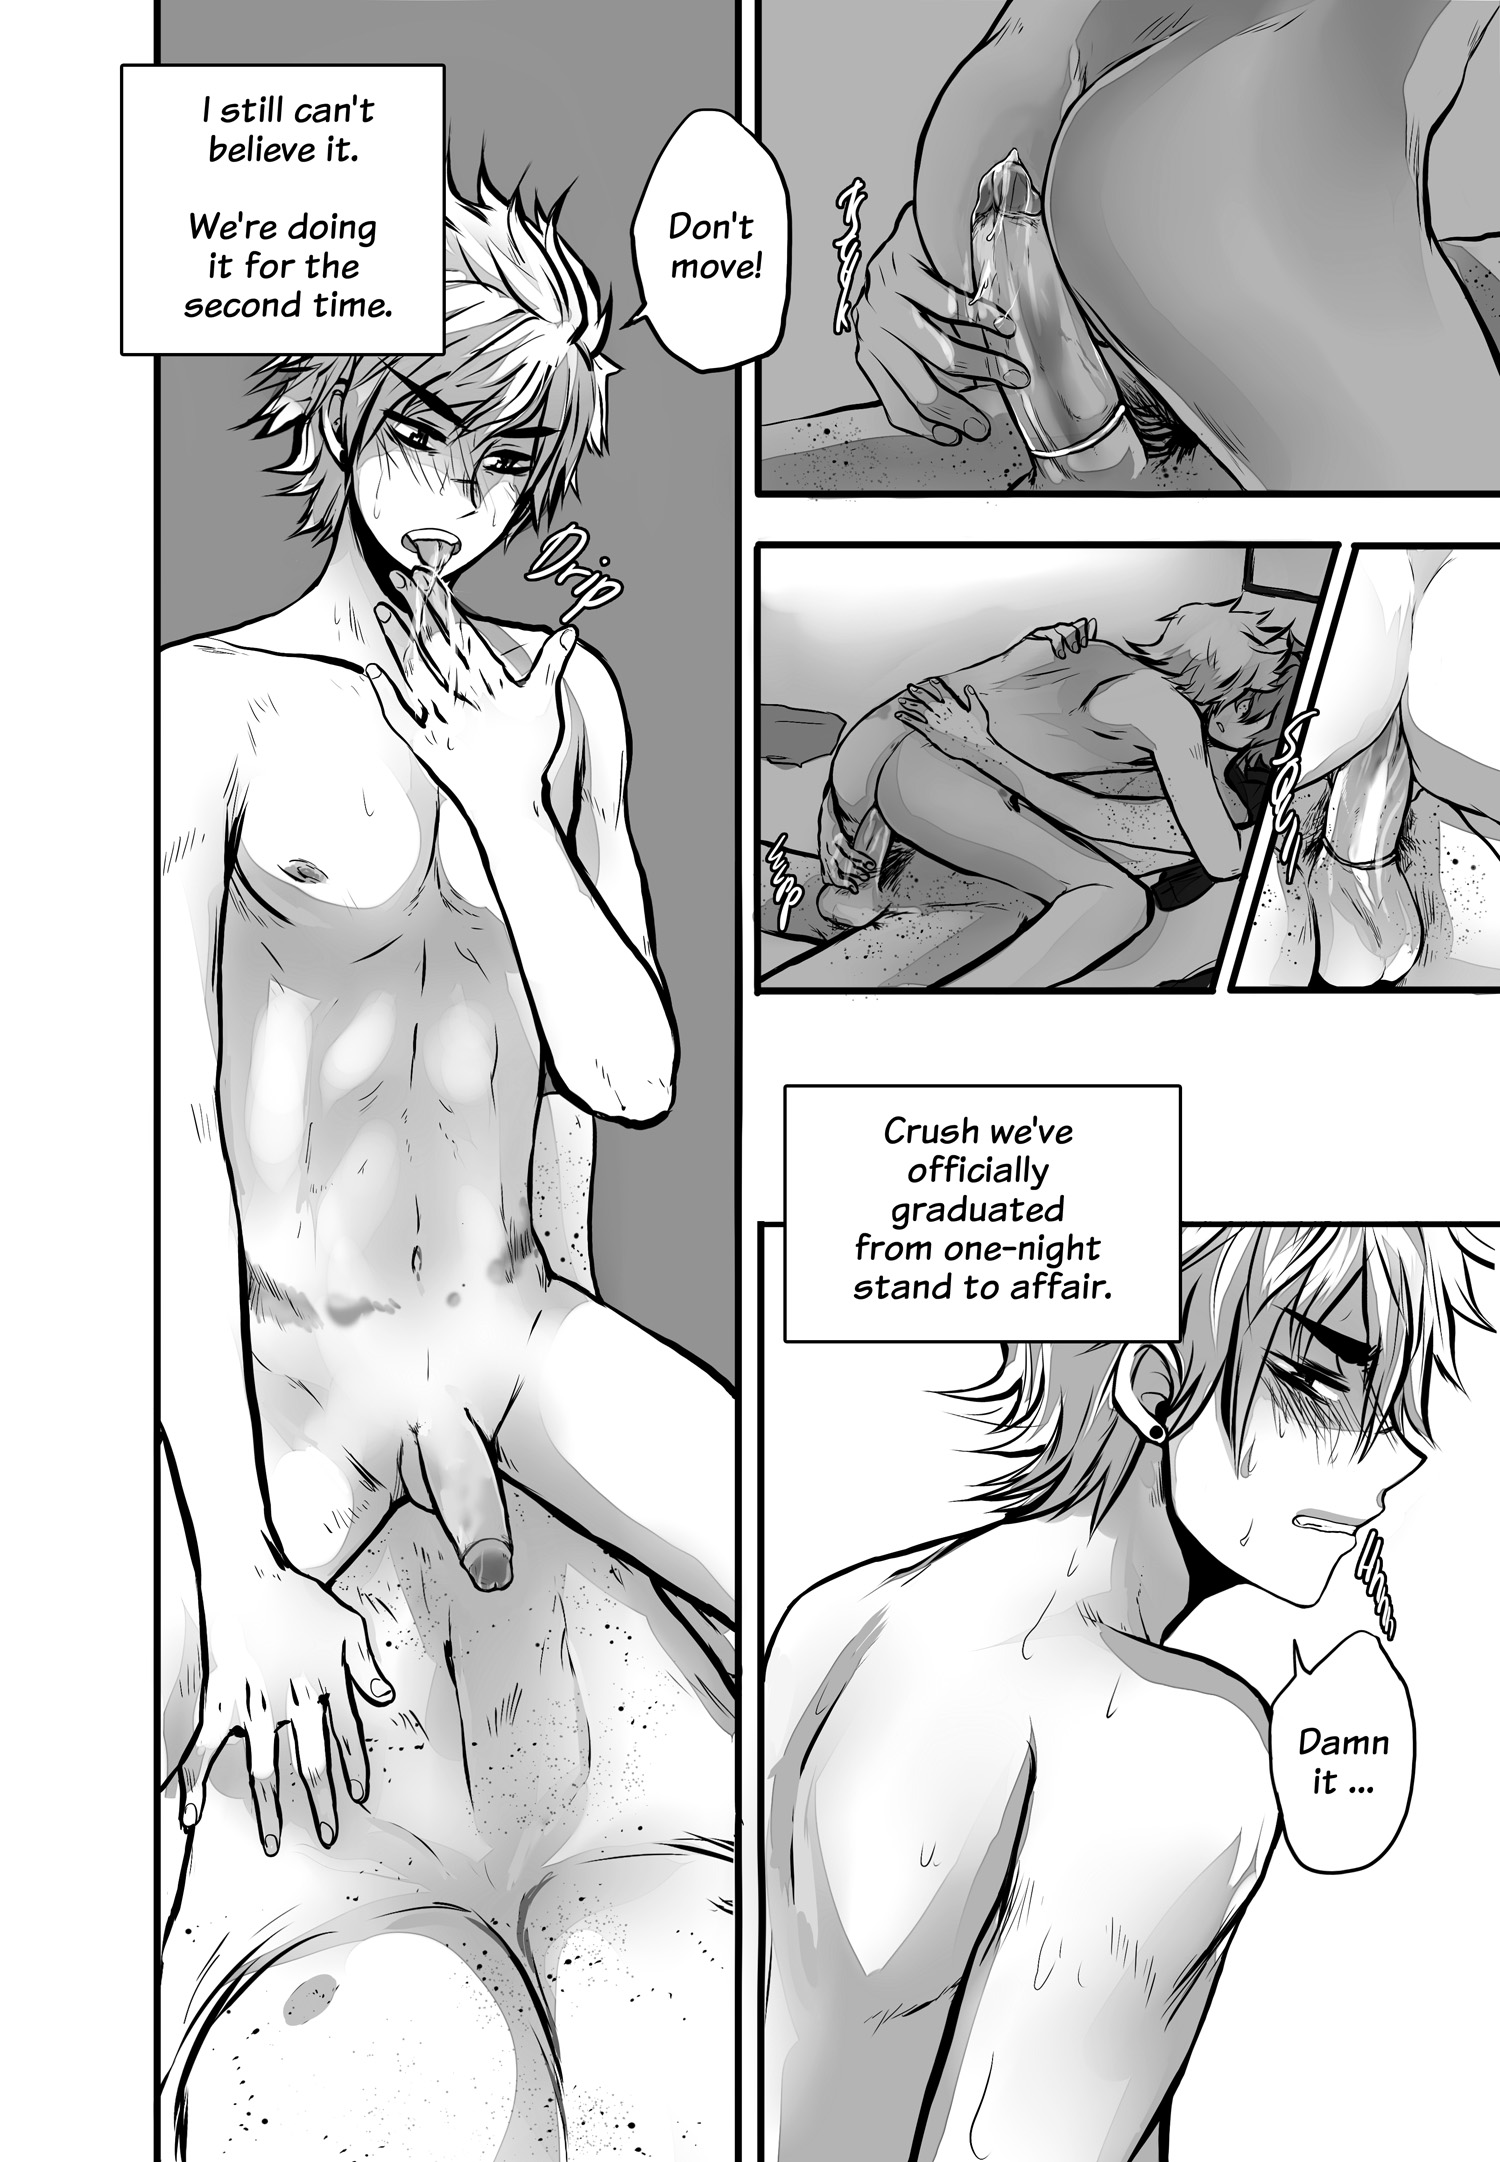 I still can't
believe it.
We're doing
it for the
second time.
Don't
move!
Drip
Crush we've
officially
graduated
from one-night
stand to affair.
Hnnn
Damn
it ...